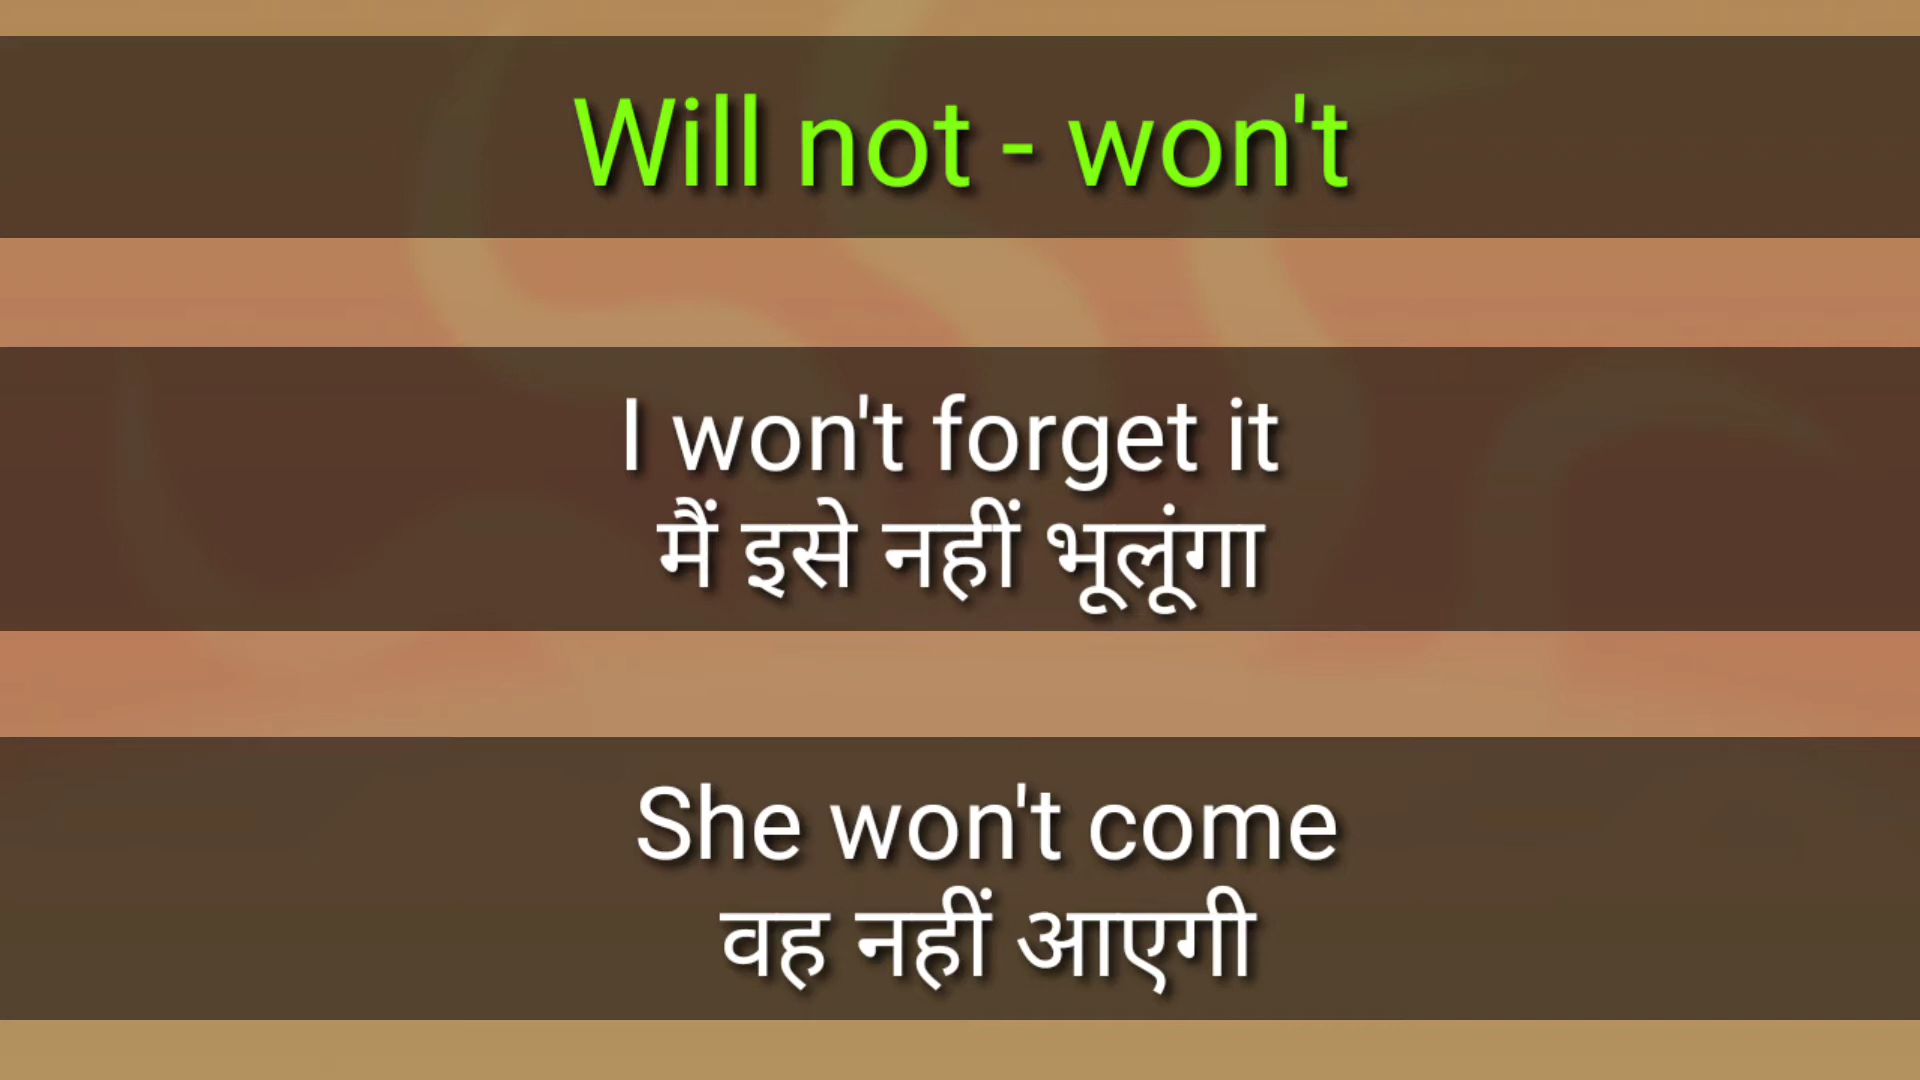 Will not - won't
I won't forget it
मैं इसे नहीं भूलूंगा
She won't come
वह नहीं आएगी